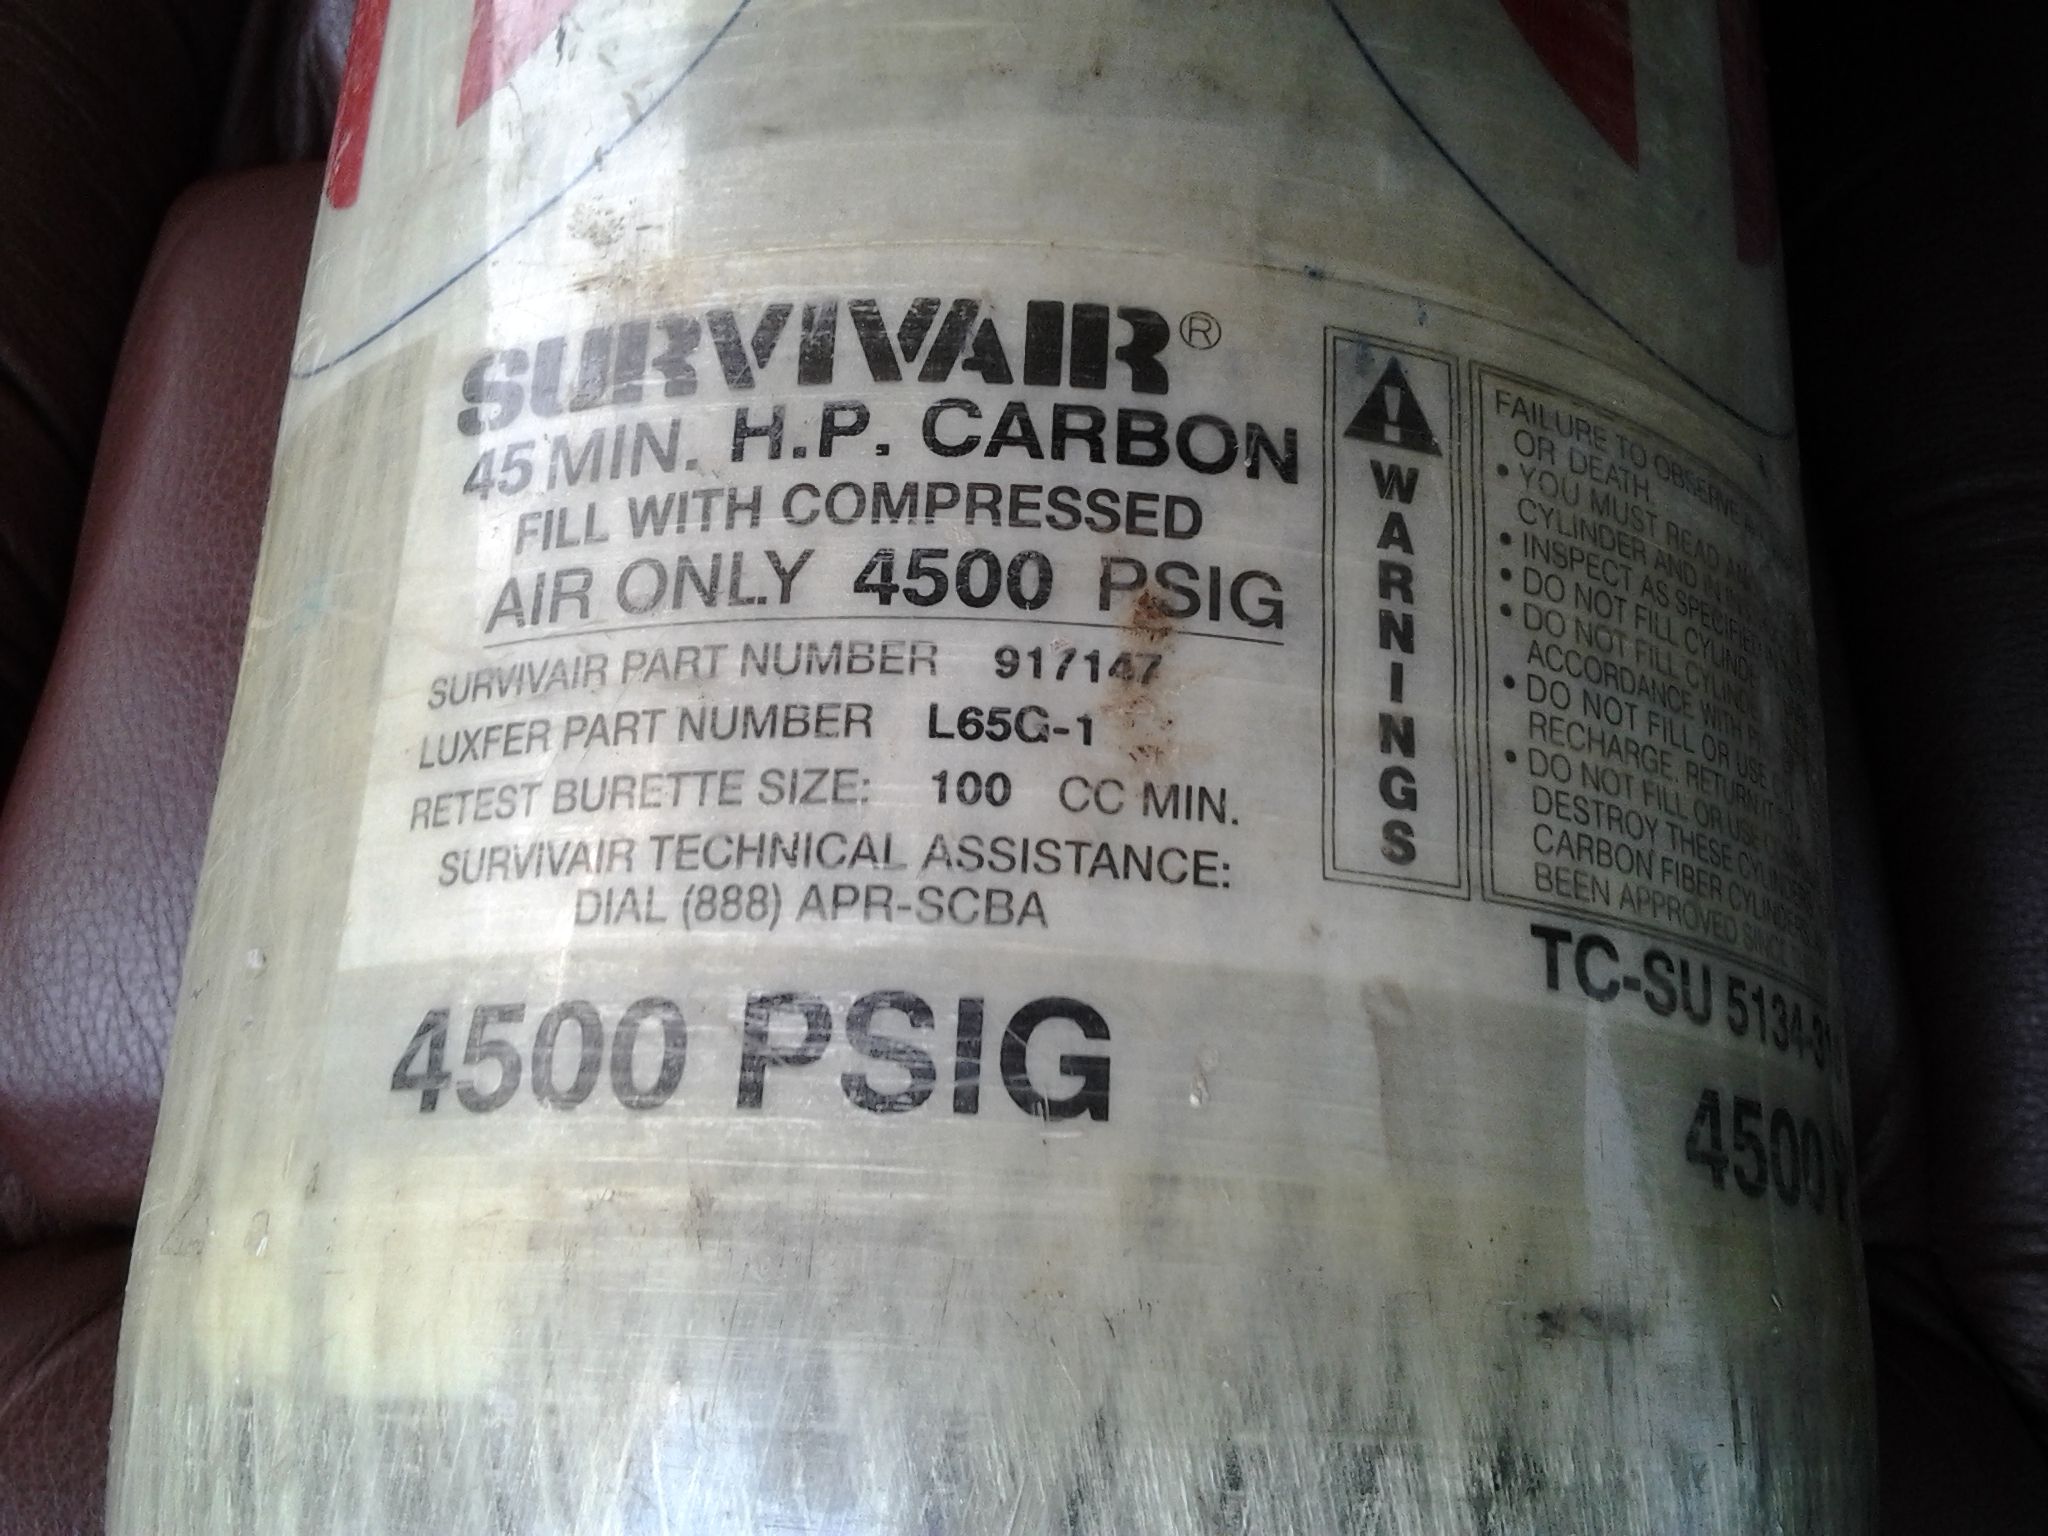 SURVIVAIR®
45 MIN. H.P. CARBON
FILL WITH COMPRESSED
AIR ONLY 4500 PSIG
SURVIVAIR PART NUMBER 917147
LUXFER PART NUMBER L65G-1
RETEST BURETTE SIZE: 100 CC MIN.
SURVIVAIR TECHNICAL ASSISTANCE:
DIAL (888) APR-SCBA
4500 PSIG
WARNINGS
FAILURE TO OBSERVE
OR DEATH.
• YOU MUST READ
CYLINDER AND IN
• INSPECT AS SPECIFIED
• DO NOT FILL
• DO NOT FILL
ACCORDANCE WITH
• DO NOT FILL OR USE
RECHARGE. RETURN IT TO
• DO NOT FILL OR USE
DESTROY THESE CYLINDERS
CARBON FIBER CYLINDERS
BEEN APPROVED SINCE
TC-SU 5134
4500